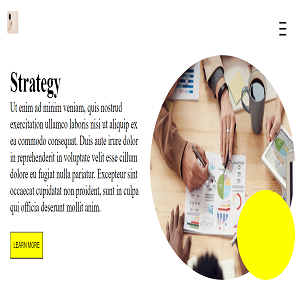 Strategy
Ut enim ad minim veniam, quis nostrud
exercitation ullamco laboris nisi ut aliquip ex
ea commodo consequat. Duis aute irure dolor
in reprehenderit in voluptate velit esse cillum
dolore eu fugiat nulla pariatur. Excepteur sint
occaecat cupidatat non proident, sunt in culpa
qui officia deserunt mollit anim.
LEARN MORE